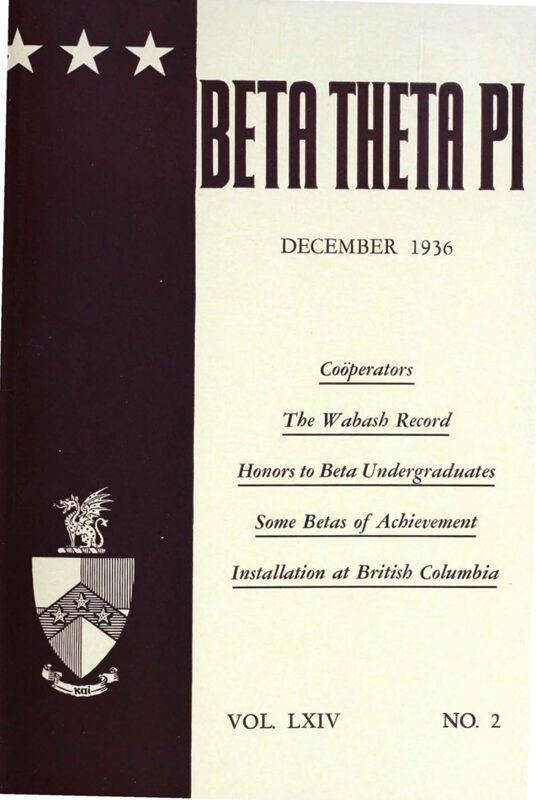 BETA THETA PI
DECEMBER 1936
Coöperators
The Wabash Record
Honors to Beta Undergraduates
Some Betas of Achievement
Installation at British Columbia
και
VOL. LXIV NO. 2